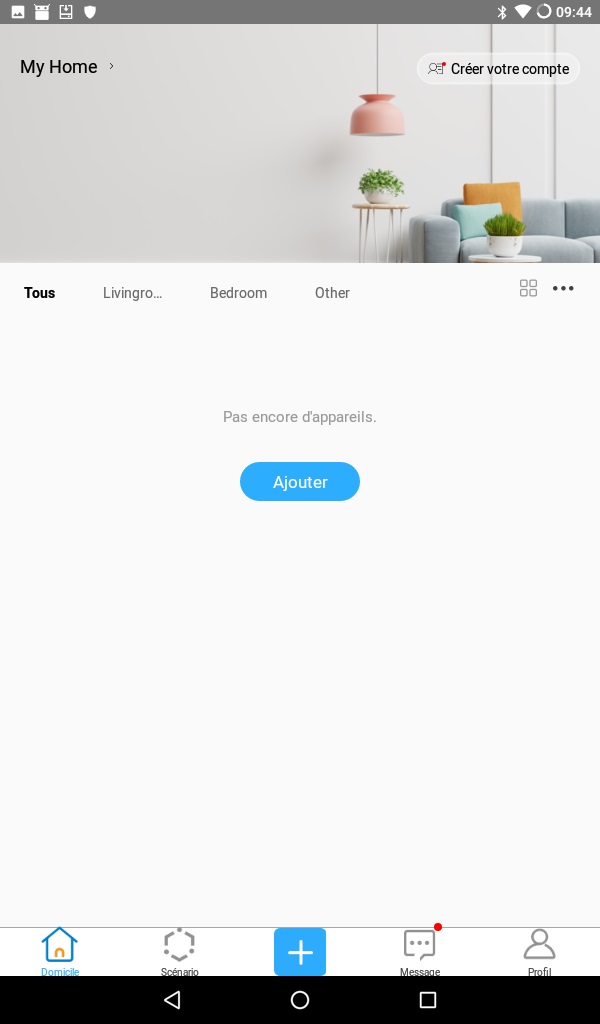 09:44
My Home
Créer votre compte
Tous
Livingro...
Bedroom
Other
Pas encore d'appareils.
Ajouter
Domicile
Scénario
Message
Profil